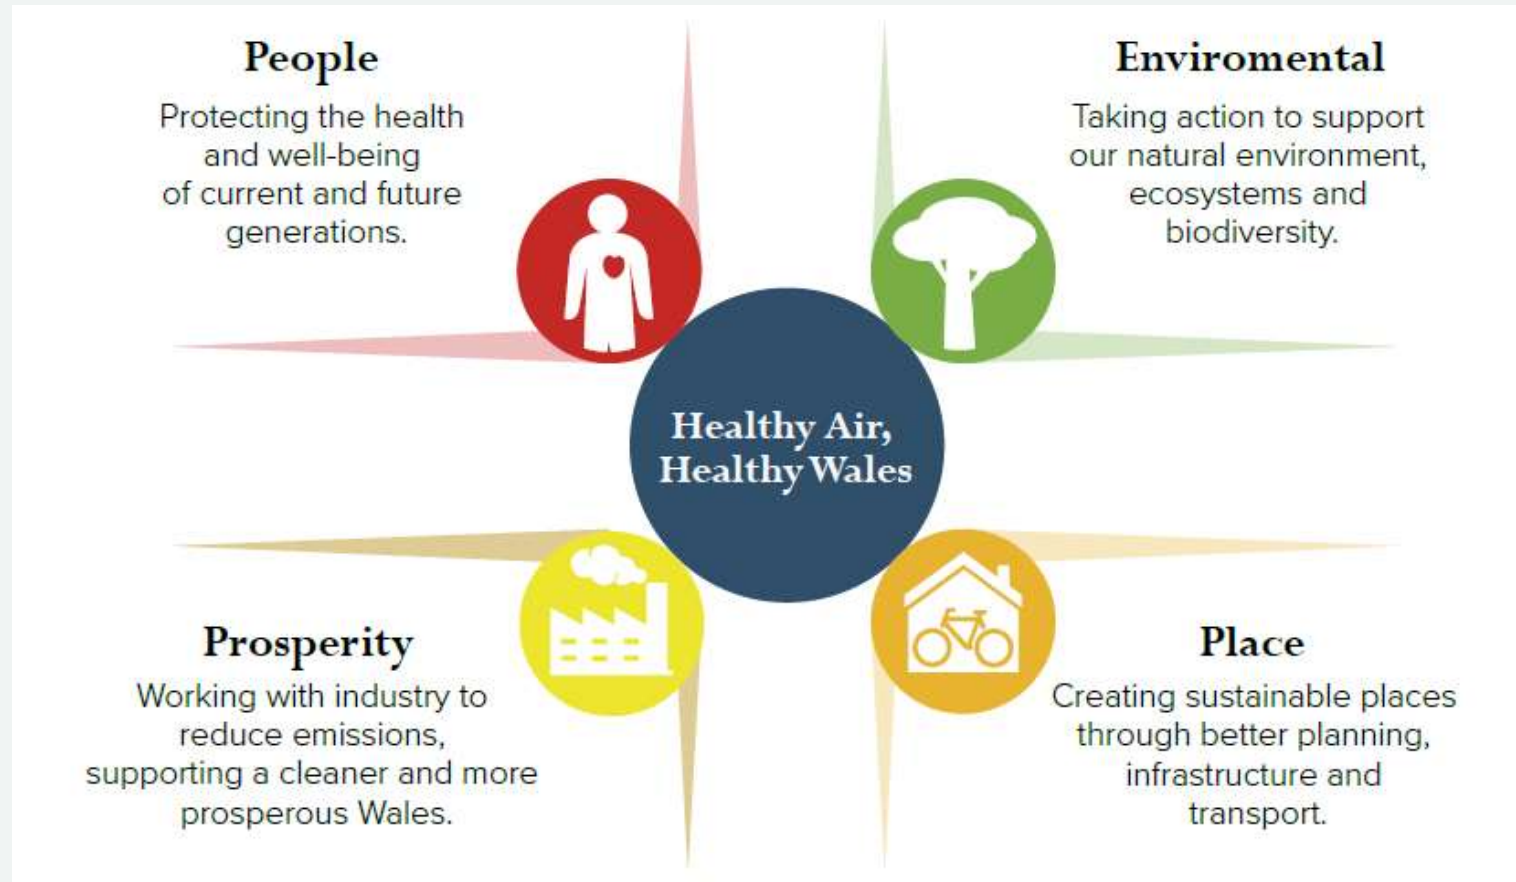 People
Protecting the health
and well-being
of current and future
generations.
Enviromental
Taking action to support
our natural environment,
ecosystems and
biodiversity.
Healthy Air,
Healthy Wales
Prosperity
Working with industry to
reduce emissions,
supporting a cleaner and more
prosperous Wales.
Place
Creating sustainable places
through better planning,
infrastructure and
transport.